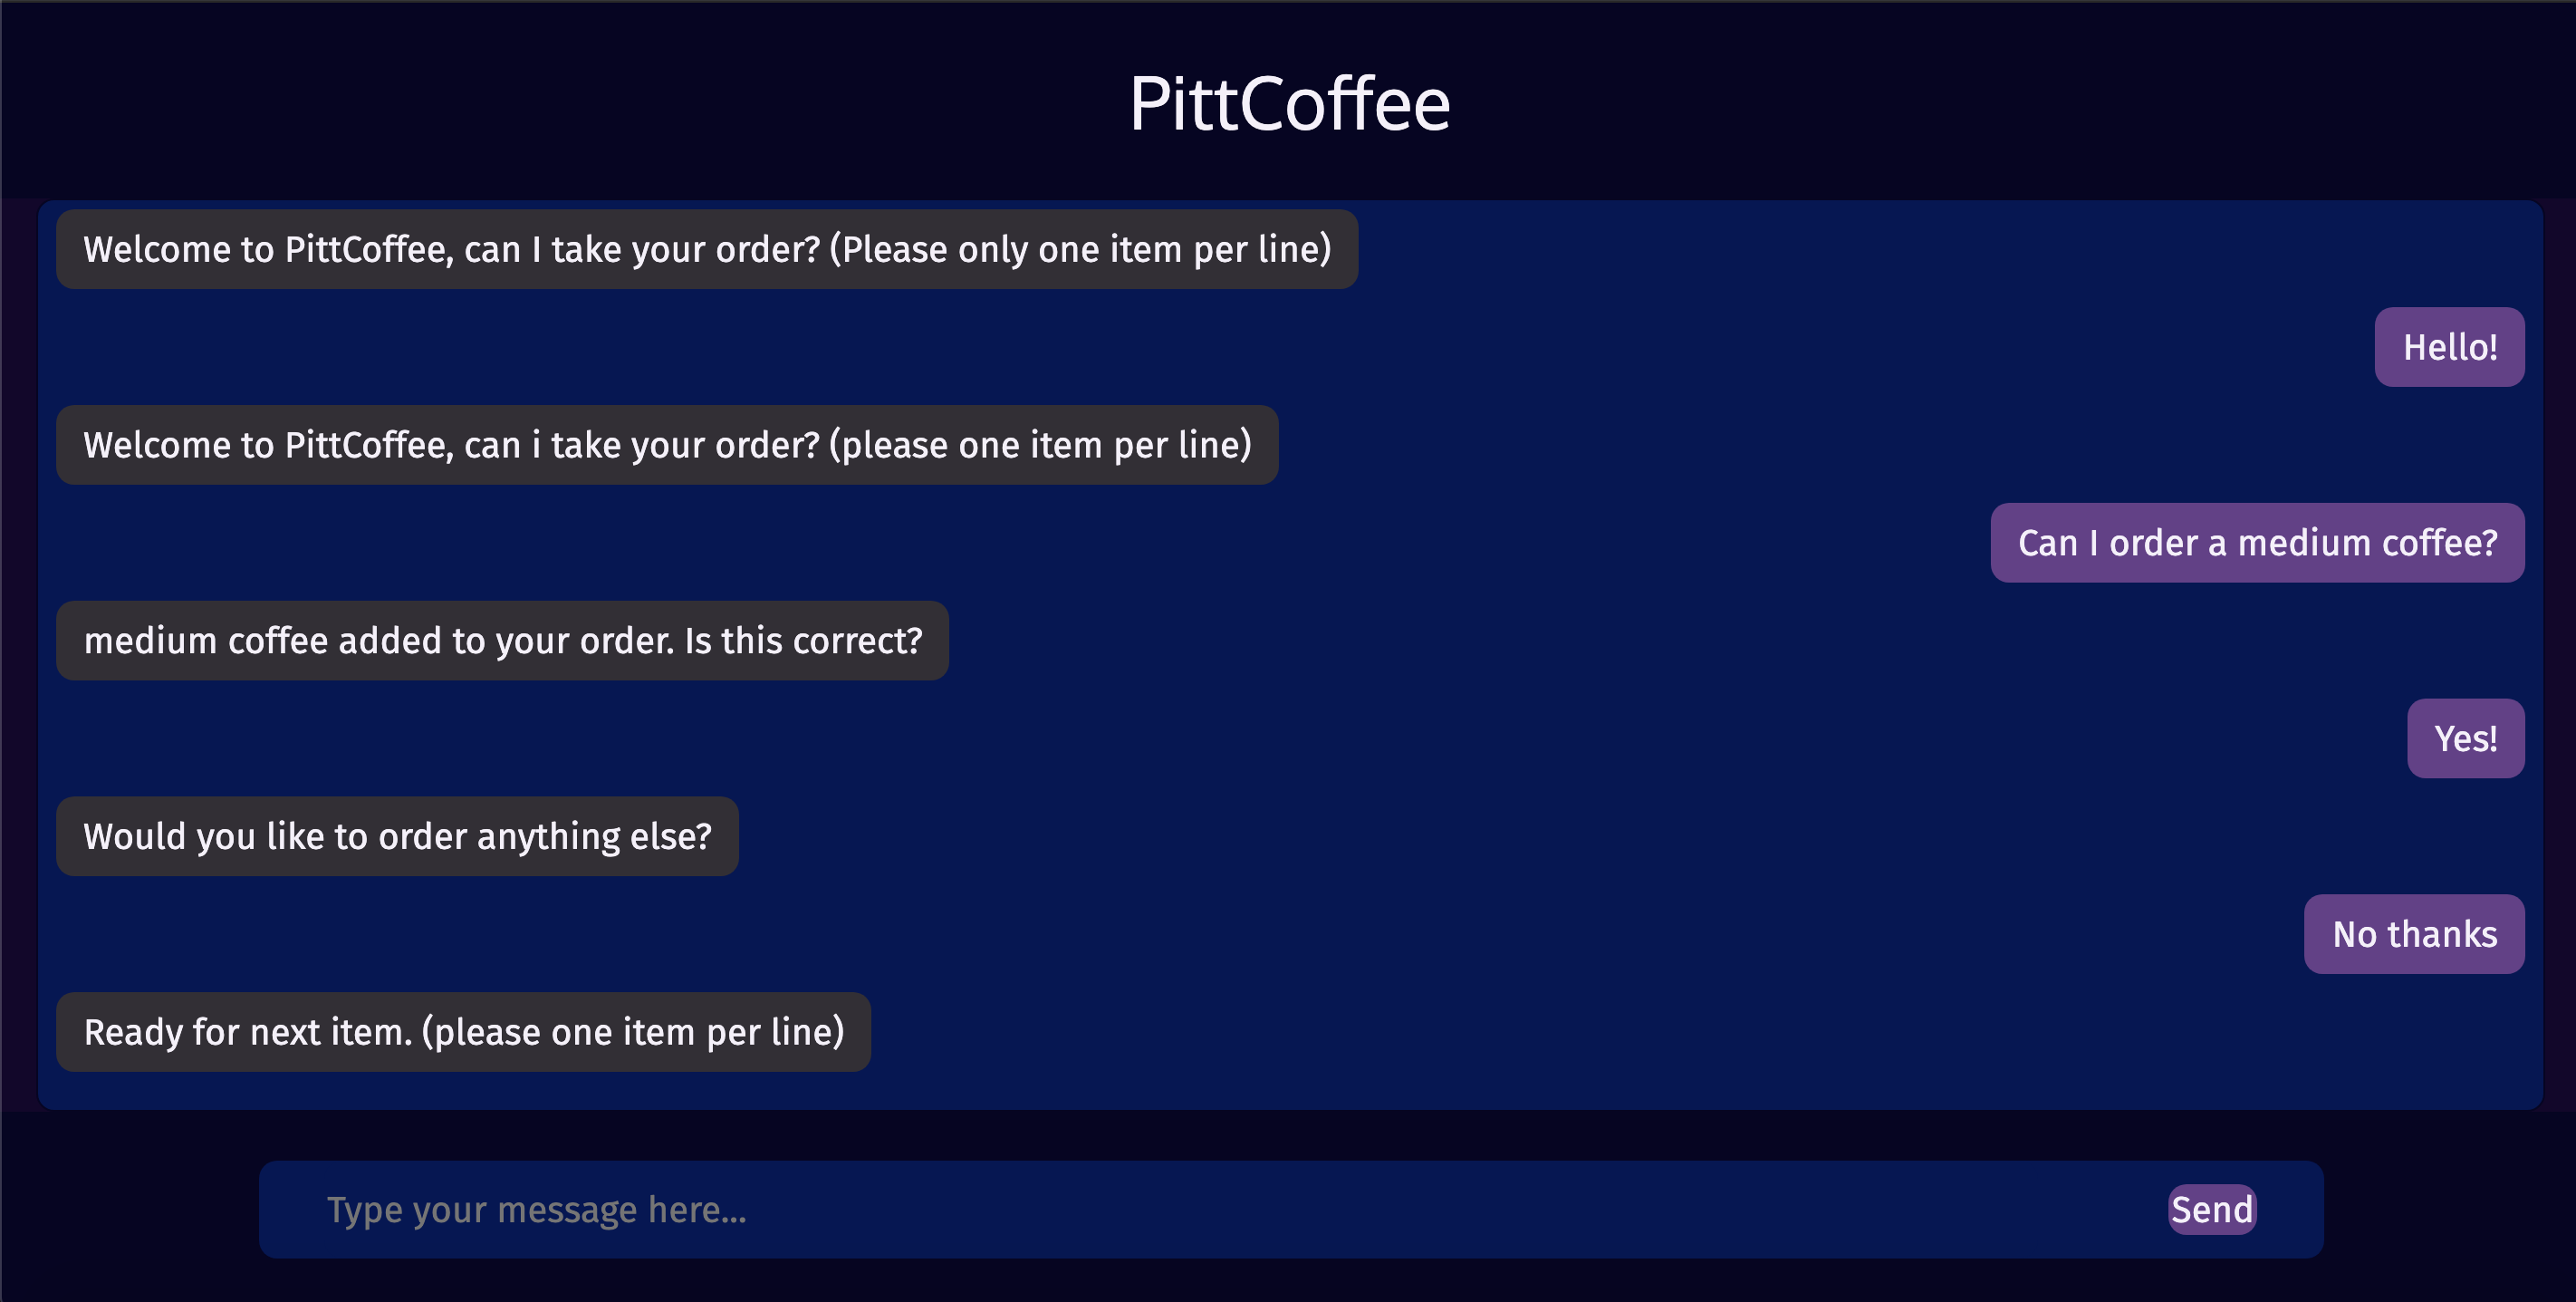 PittCoffee
Welcome to PittCoffee, can I take your order? (Please only one item per line)
Hello!
Welcome to PittCoffee, can i take your order? (please one item per line)
Can I order a medium coffee?
medium coffee added to your order. Is this correct?
Yes!
Would you like to order anything else?
No thanks
Ready for next item. (please one item per line)
Type your message here...
Send